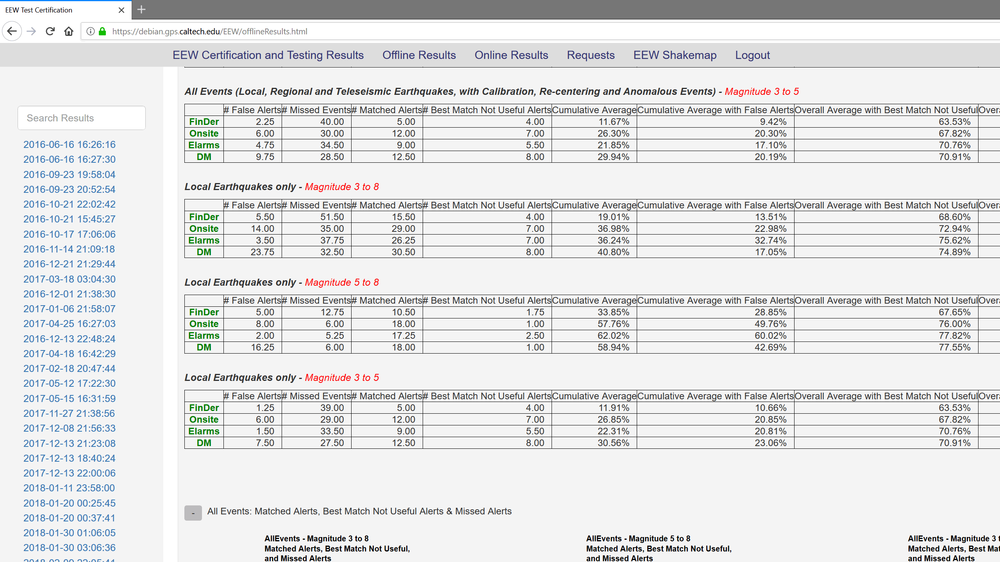 EEW Test Certification
https://debian.gps.caltech.edu/EEW/offlineResults.html
EEW Certification and Testing Results Offline Results Online Results Requests EEW Shakemap Logout
Search Results
2016-06-16 16:26:16
2016-06-16 16:27:30
2016-09-23 19:58:04
2016-09-23 20:52:54
2016-10-21 22:02:42
2016-10-21 15:45:27
2016-10-17 17:06:06
2016-11-14 21:09:18
2016-12-21 21:29:44
2017-03-18 03:04:30
2016-12-01 21:38:30
2017-01-06 21:58:07
2017-04-25 16:27:03
2016-12-13 22:48:24
2017-04-18 16:42:29
2017-02-18 20:47:44
2017-05-12 17:22:30
2017-05-15 16:31:59
2017-11-27 21:38:56
2017-12-08 21:56:33
2017-12-13 21:23:08
2017-12-13 18:40:24
2017-12-13 22:00:06
2018-01-11 23:58:00
2018-01-20 00:25:45
2018-01-20 00:37:41
2018-01-30 01:06:05
2018-01-30 03:06:36
All Events (Local, Regional and Teleseismic Earthquakes, with Calibration, Re-centering and Anomalous Events) - Magnitude 3 to 5
# False Alerts # Missed Events # Matched Alerts # Best Match Not Useful Alerts Cumulative Average Cumulative Average with False Alerts Overall Average with Best Match Not Useful
FinDer 2.25 40.00 5.00 4.00 11.67% 9.42% 63.53%
Onsite 6.00 30.00 12.00 7.00 26.30% 20.30% 67.82%
Elarms 4.75 34.50 9.00 5.50 21.85% 17.10% 70.76%
DM 9.75 28.50 12.50 8.00 29.94% 20.19% 70.91%
Local Earthquakes only - Magnitude 3 to 8
# False Alerts # Missed Events # Matched Alerts # Best Match Not Useful Alerts Cumulative Average Cumulative Average with False Alerts Overall Average with Best Match Not Useful
FinDer 5.50 51.50 15.50 4.00 19.01% 13.51% 68.60%
Onsite 14.00 35.00 29.00 7.00 36.98% 22.98% 72.94%
Elarms 3.50 37.75 26.25 7.00 36.24% 32.74% 75.62%
DM 23.75 32.50 30.50 8.00 40.80% 17.05% 74.89%
Local Earthquakes only - Magnitude 5 to 8
# False Alerts # Missed Events # Matched Alerts # Best Match Not Useful Alerts Cumulative Average Cumulative Average with False Alerts Overall Average with Best Match Not Useful
FinDer 5.00 12.75 10.50 1.75 33.85% 28.85% 67.65%
Onsite 8.00 6.00 18.00 1.00 57.76% 49.76% 76.00%
Elarms 2.00 5.25 17.25 2.50 62.02% 60.02% 77.82%
DM 16.25 6.00 18.00 1.00 58.94% 42.69% 77.55%
Local Earthquakes only - Magnitude 3 to 5
# False Alerts # Missed Events # Matched Alerts # Best Match Not Useful Alerts Cumulative Average Cumulative Average with False Alerts Overall Average with Best Match Not Useful
FinDer 1.25 39.00 5.00 4.00 11.91% 10.66% 63.53%
Onsite 6.00 29.00 12.00 7.00 26.85% 20.85% 67.82%
Elarms 1.50 33.50 9.00 5.50 22.31% 20.81% 70.76%
DM 7.50 27.50 12.50 8.00 30.56% 23.06% 70.91%
- All Events: Matched Alerts, Best Match Not Useful Alerts & Missed Alerts
AllEvents - Magnitude 3 to 8
Matched Alerts, Best Match Not Useful,
and Missed Alerts
AllEvents - Magnitude 5 to 8
Matched Alerts, Best Match Not Useful,
and Missed Alerts
AllEvents - Magnitude 3
Matched Alerts, Best
and Missed Alerts